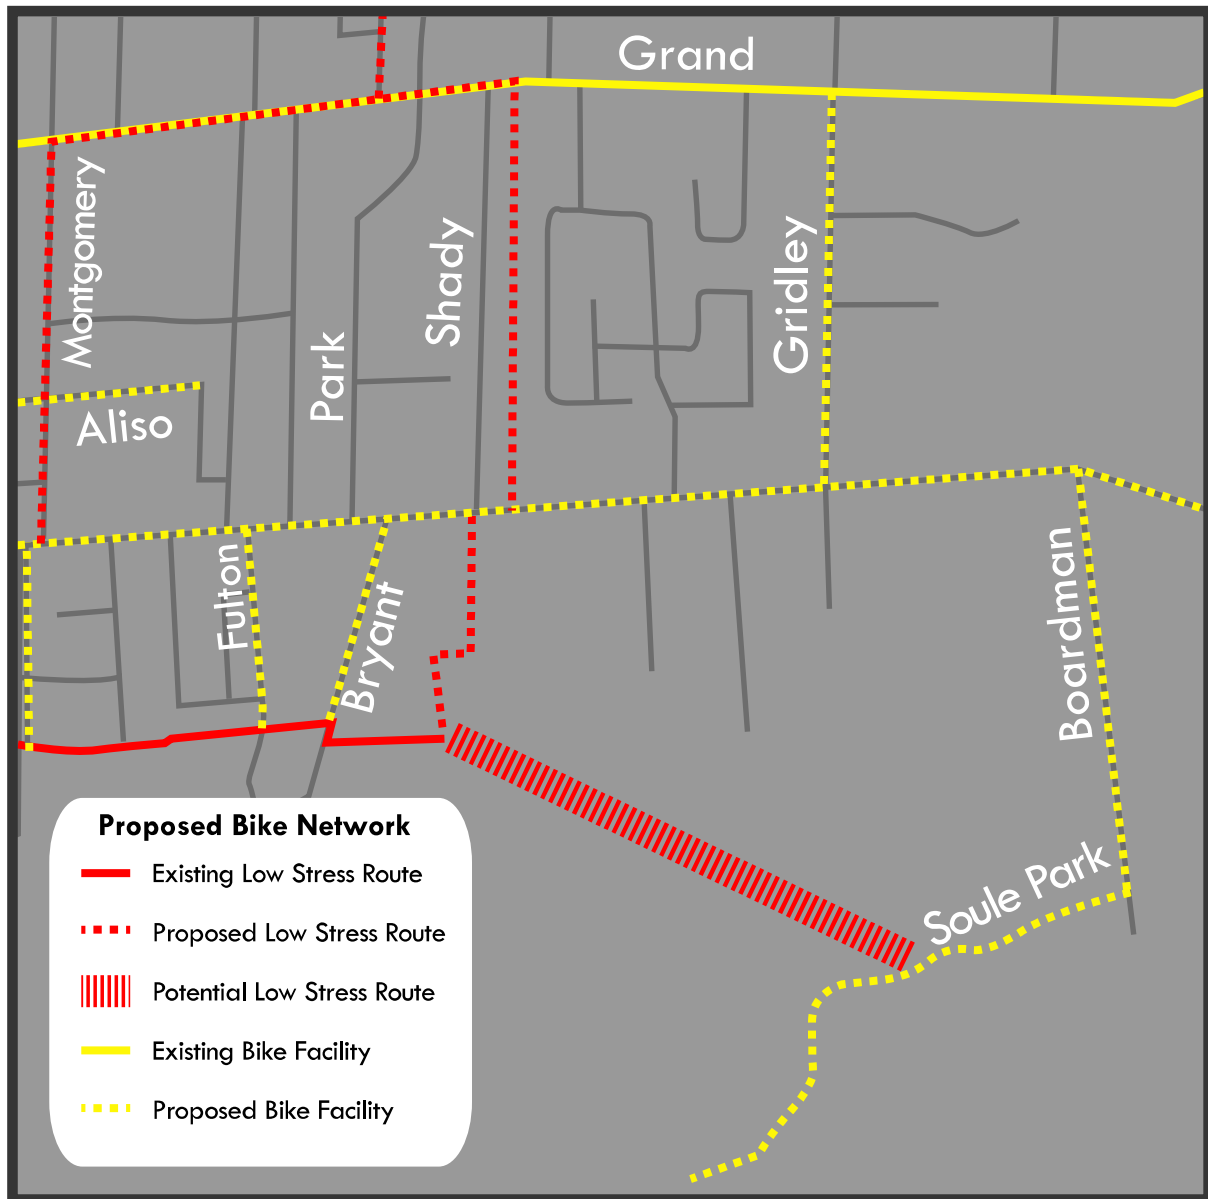 Grand
Montgomery
Shady
Gridley
Park
Aliso
Fulton
Bryant
Boardman
Soule Park
Proposed Bike Network
Existing Low Stress Route
Proposed Low Stress Route
Potential Low Stress Route
Existing Bike Facility
Proposed Bike Facility